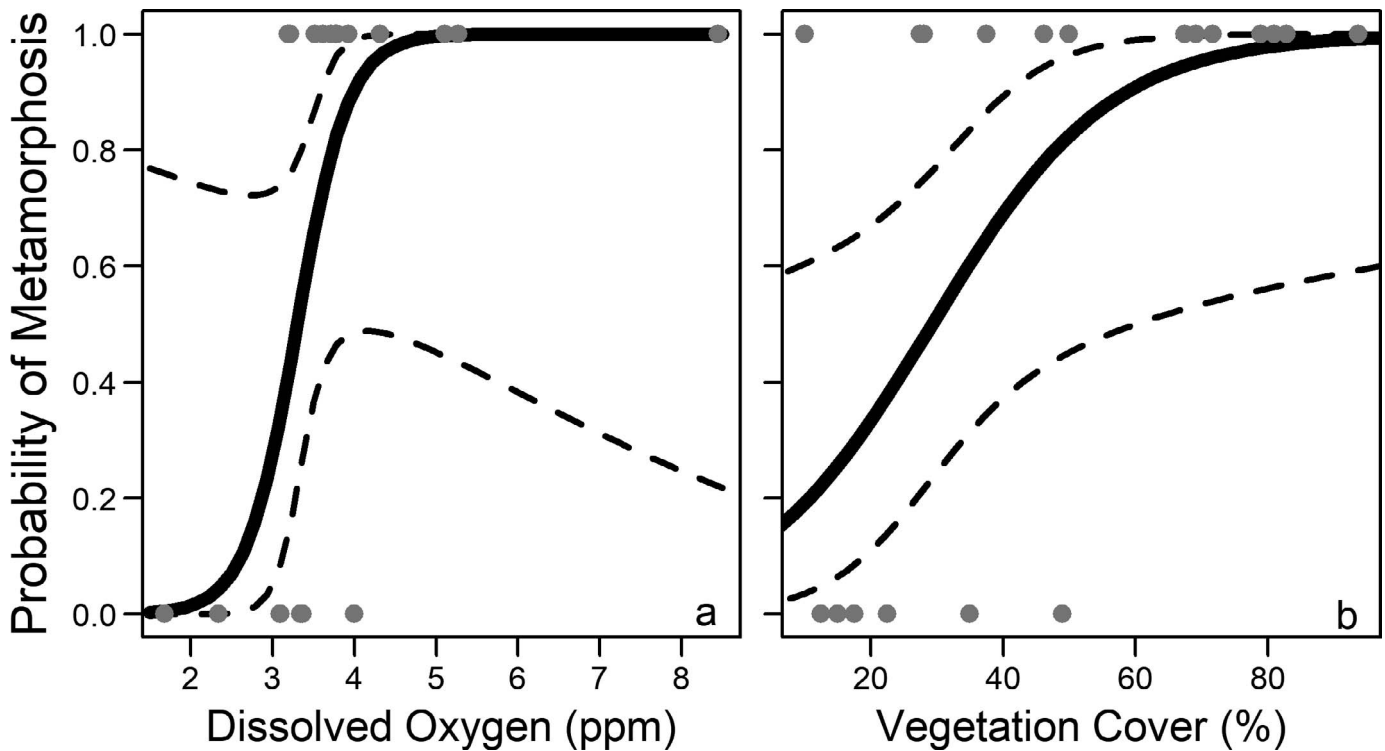 Probability of Metamorphosis
1.0
0.8
0.6
0.4
0.2
0.0
a
b
2 3 4 5 6 7 8
20 40 60 80
Dissolved Oxygen (ppm)
Vegetation Cover (%)